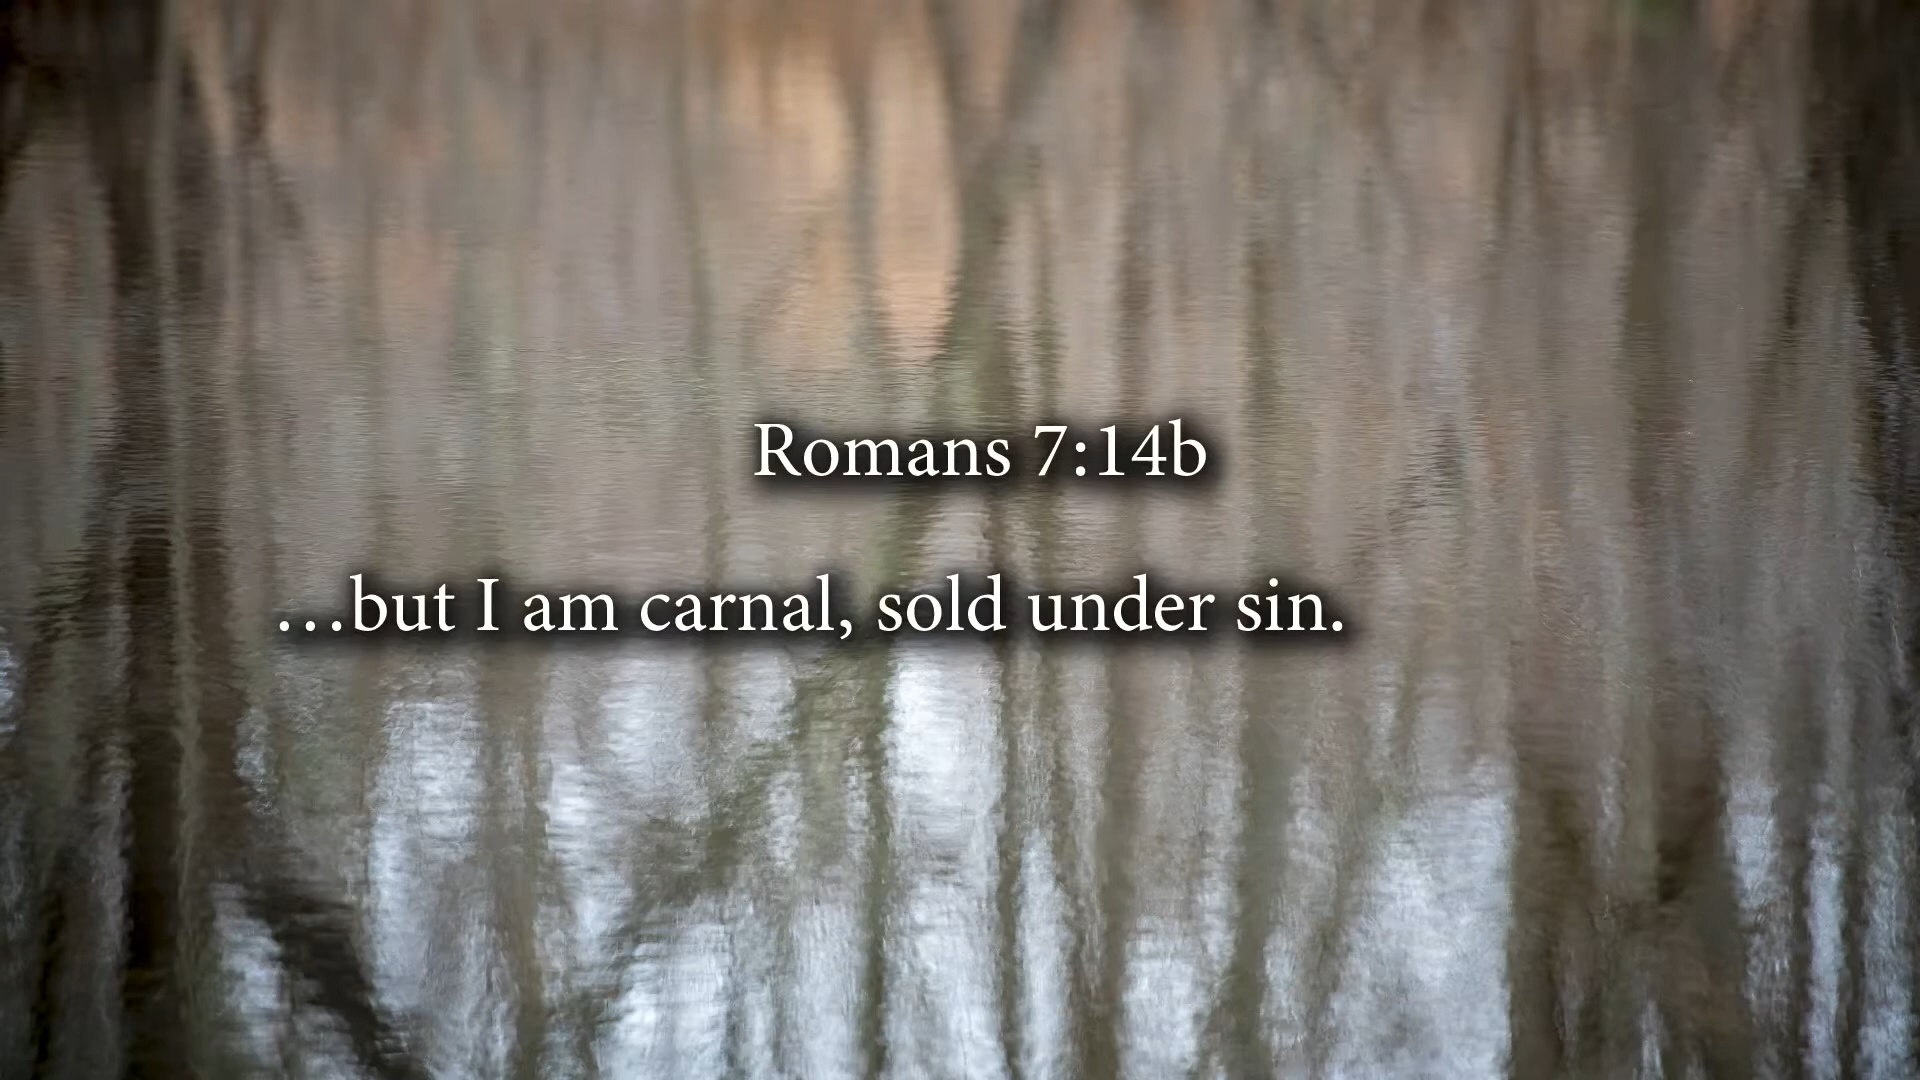 Romans 7:14b
…but I am carnal, sold under sin.